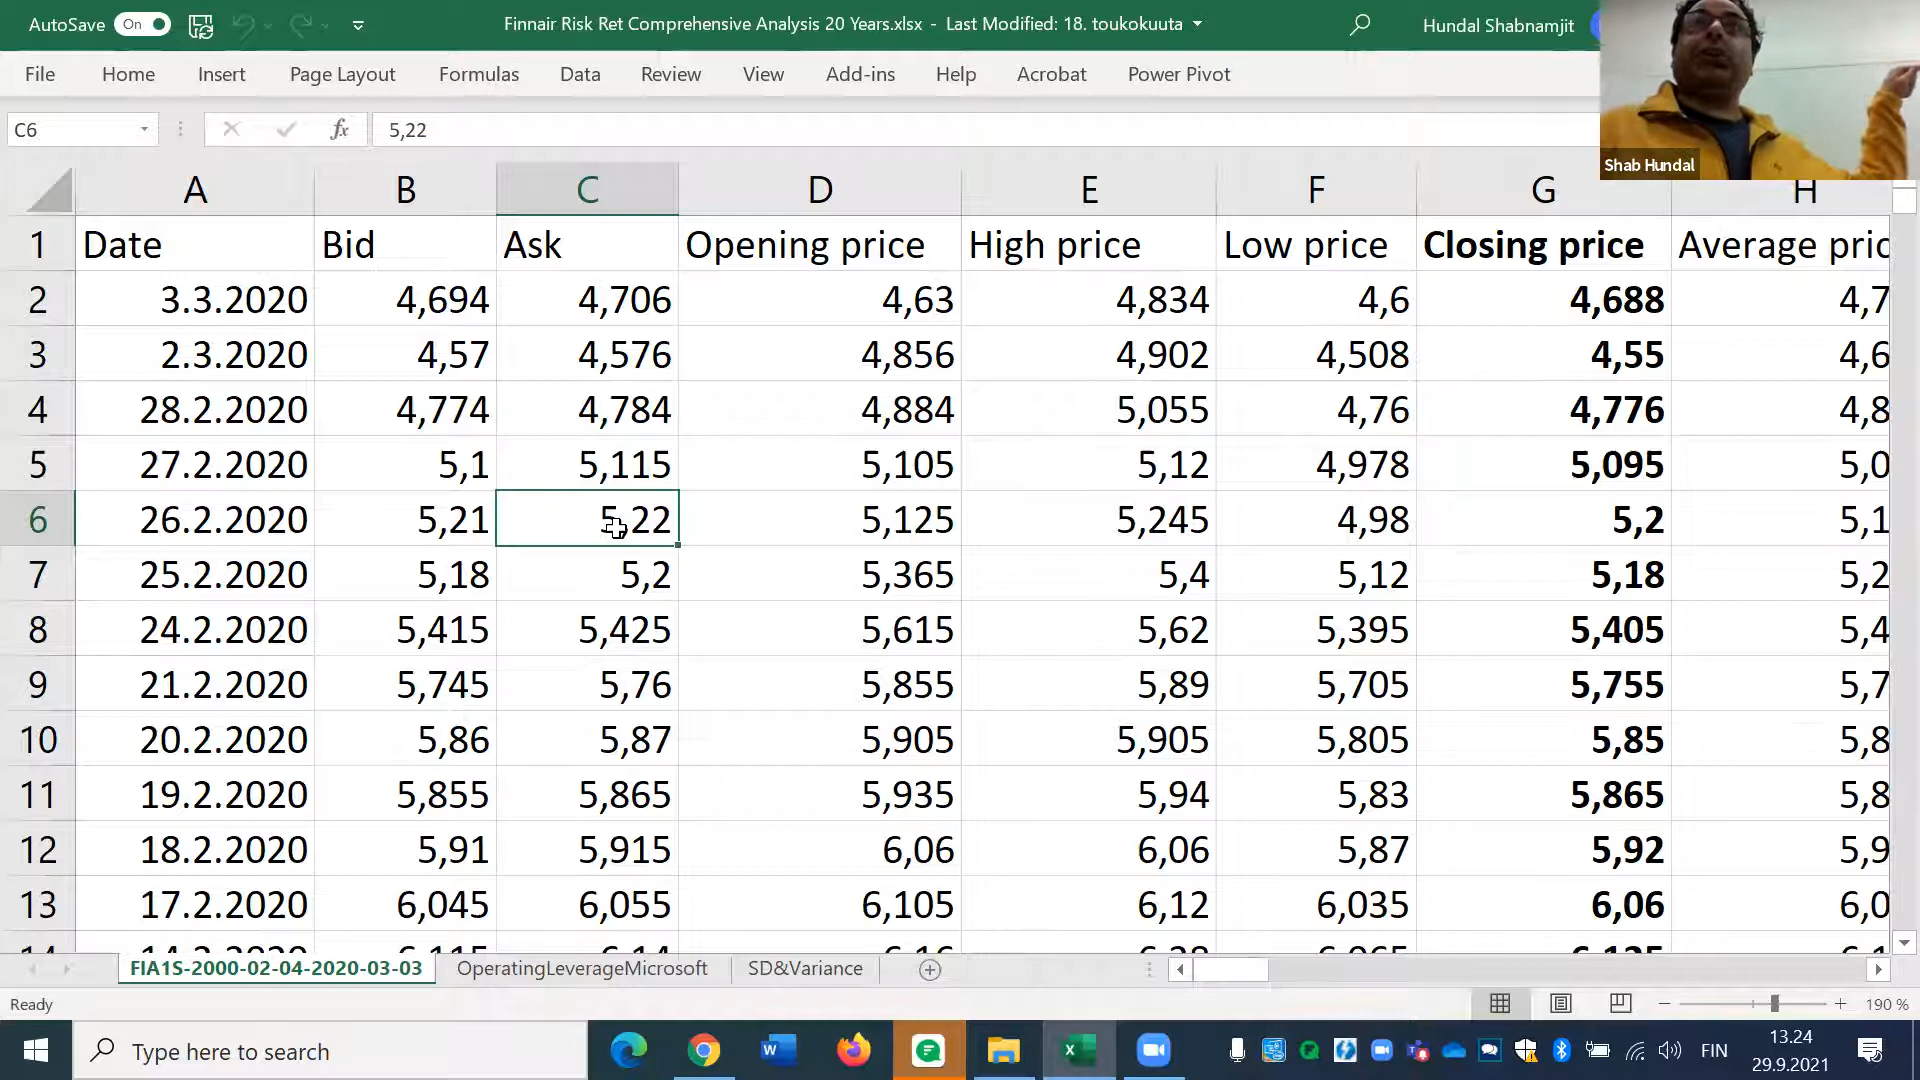 AutoSave On Finnair Risk Ret Comprehensive Analysis 20 Years.xlsx - Last Modified: 18. toukokuuta Hundal Shabnamjit
File Home Insert Page Layout Formulas Data Review View Add-ins Help Acrobat Power Pivot
C6 fx 5,22
Shab Hundal
A B C D E F G H
1 Date Bid Ask Opening price High price Low price Closing price Average pric
2 3.3.2020 4,694 4,706 4,63 4,834 4,6 4,688 4,7
3 2.3.2020 4,57 4,576 4,856 4,902 4,508 4,55 4,6
4 28.2.2020 4,774 4,784 4,884 5,055 4,76 4,776 4,8
5 27.2.2020 5,1 5,115 5,105 5,12 4,978 5,095 5,0
6 26.2.2020 5,21 5,22 5,125 5,245 4,98 5,2 5,1
7 25.2.2020 5,18 5,2 5,365 5,4 5,12 5,18 5,2
8 24.2.2020 5,415 5,425 5,615 5,62 5,395 5,405 5,4
9 21.2.2020 5,745 5,76 5,855 5,89 5,705 5,755 5,7
10 20.2.2020 5,86 5,87 5,905 5,905 5,805 5,85 5,8
11 19.2.2020 5,855 5,865 5,935 5,94 5,83 5,865 5,8
12 18.2.2020 5,91 5,915 6,06 6,06 5,87 5,92 5,9
13 17.2.2020 6,045 6,055 6,105 6,12 6,035 6,06 6,0
FIA1S-2000-02-04-2020-03-03 OperatingLeverageMicrosoft SD&Variance
Ready 190 %
Type here to search FIN 13.24
29.9.2021